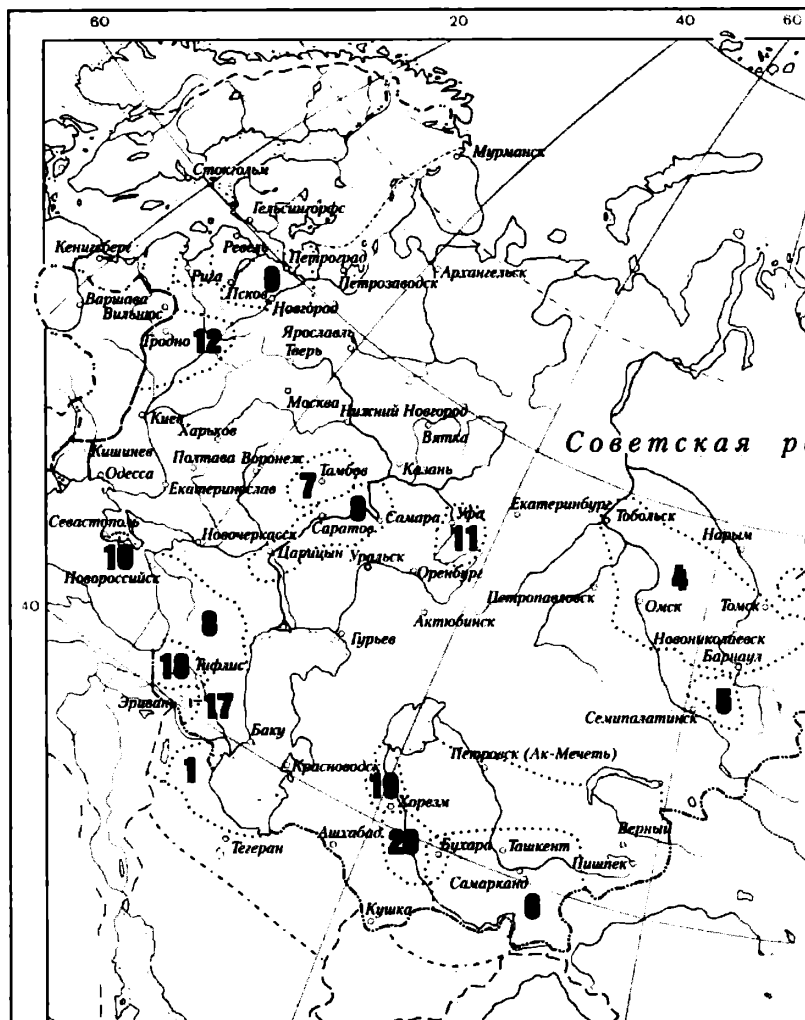 60 20 40 60
Мурманск
Стокгольм
Гельсингорфс
Ревель
Кенигсберг
Петроград
Архангельск
Рига
Петрозаводск
Псков
Варшава
Новгород
Вильнюс
Ярославль
Гродно
12
Тверь
Москва
Киев
Нижний Новгород
Харьков
Вятка
Советская р
Кишинев
Полтава Воронеж
Тамбов
Казань
Одесса
7
Екатеринослав
Екатеринбург
Самара
Уфа
Тобольск
Севастополь
Саратов
11
Новочеркасск
Нарым
Царицын
Уральск
Оренбург
4
Новороссийск
Петропавловск
40
Актюбинск
Омск
Томск
Гурьев
Новониколаевск
Тифлис
Барнаул
Эривань
17
5
Семипалатинск
Баку
Петровск (Ак-Мечеть)
1
Красноводск
Хорезм
Верный
Ашхабад
Тегеран
Бухара
Ташкент
Пишпек
Самарканд
Кушка
6